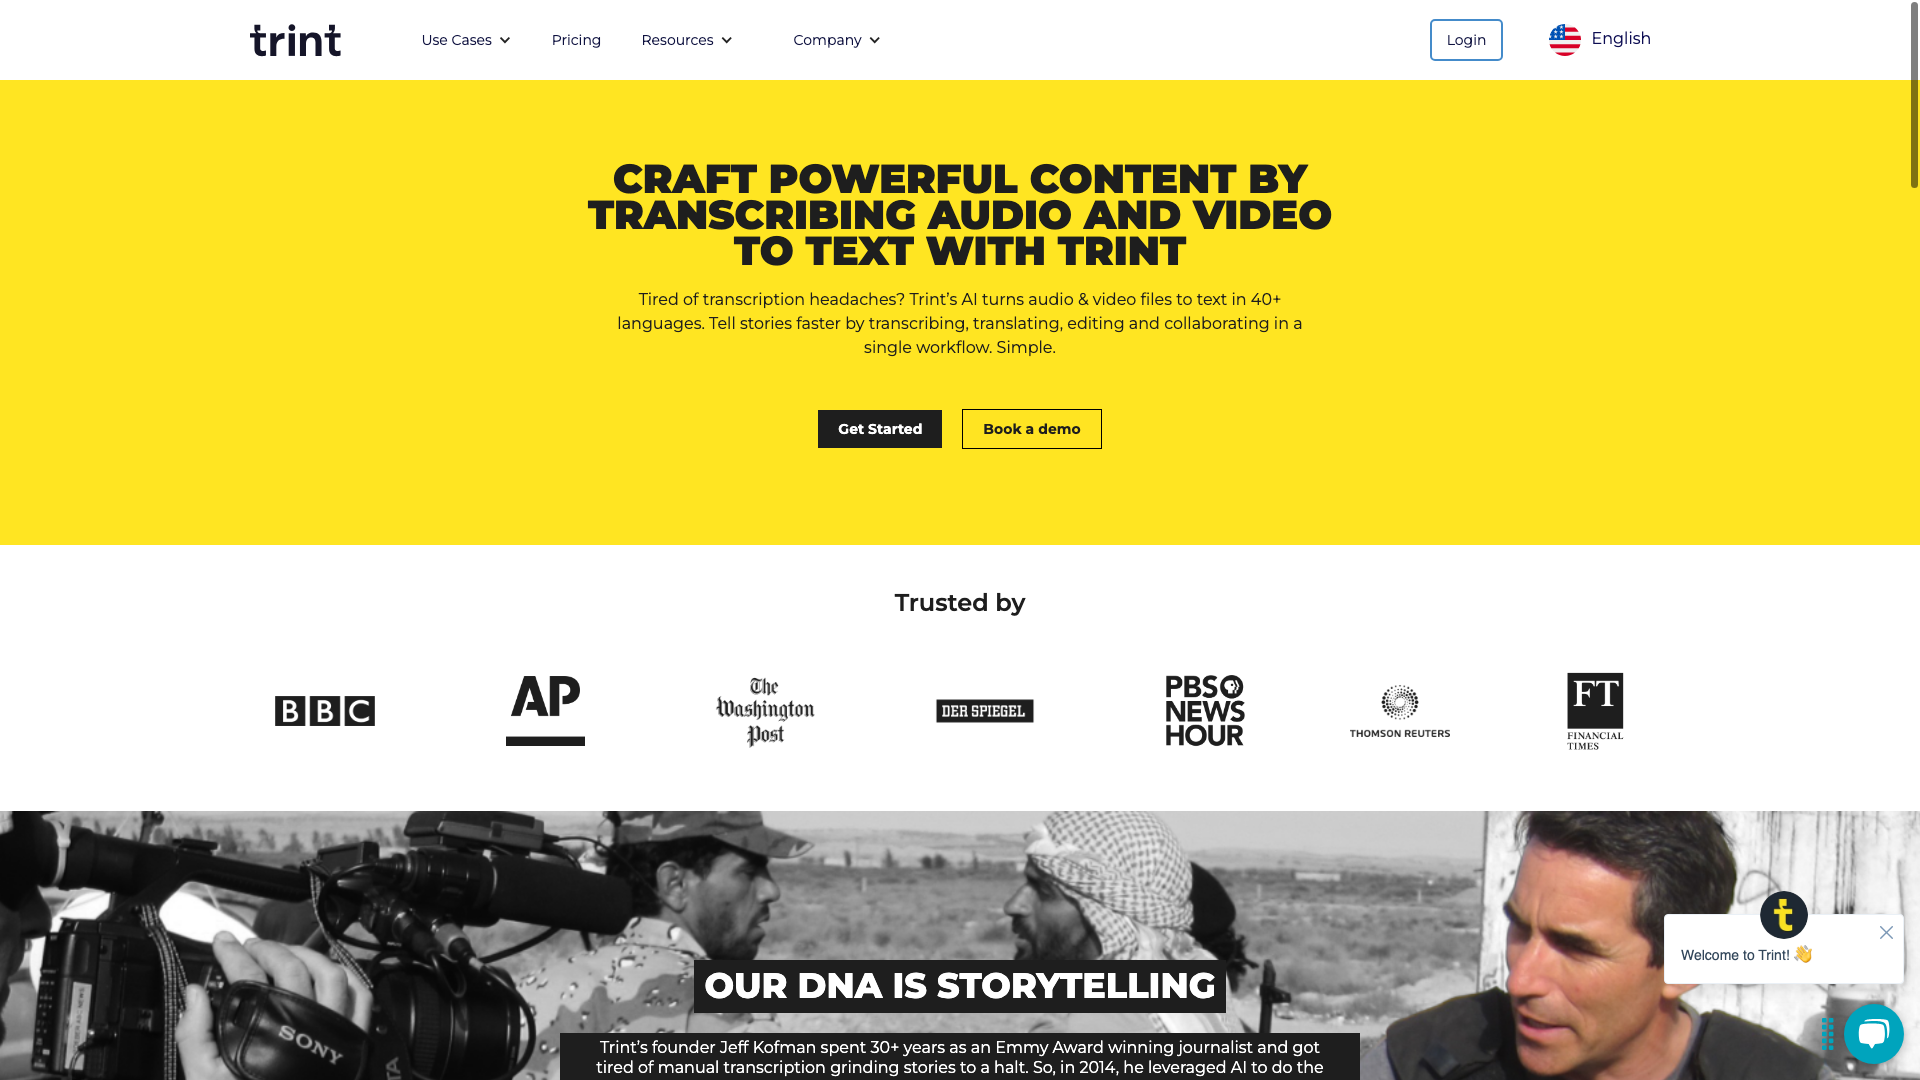 trint
Use Cases
Pricing
Resources
Company
Login
English
CRAFT POWERFUL CONTENT BY
TRANSCRIBING AUDIO AND VIDEO
TO TEXT WITH TRINT
Tired of transcription headaches? Trint’s AI turns audio & video files to text in 40+
languages. Tell stories faster by transcribing, translating, editing and collaborating in a
single workflow. Simple.
Get Started
Book a demo
Trusted by
BBC
AP
The
Washington
Post
DER SPIEGEL
PBS
NEWS
HOUR
THOMSON REUTERS
FT
FINANCIAL
TIMES
t
Welcome to Trint! 👋
OUR DNA IS STORYTELLING
SONY
Trint’s founder Jeff Kofman spent 30+ years as an Emmy Award winning journalist and got
tired of manual transcription grinding stories to a halt. So, in 2014, he leveraged AI to do the